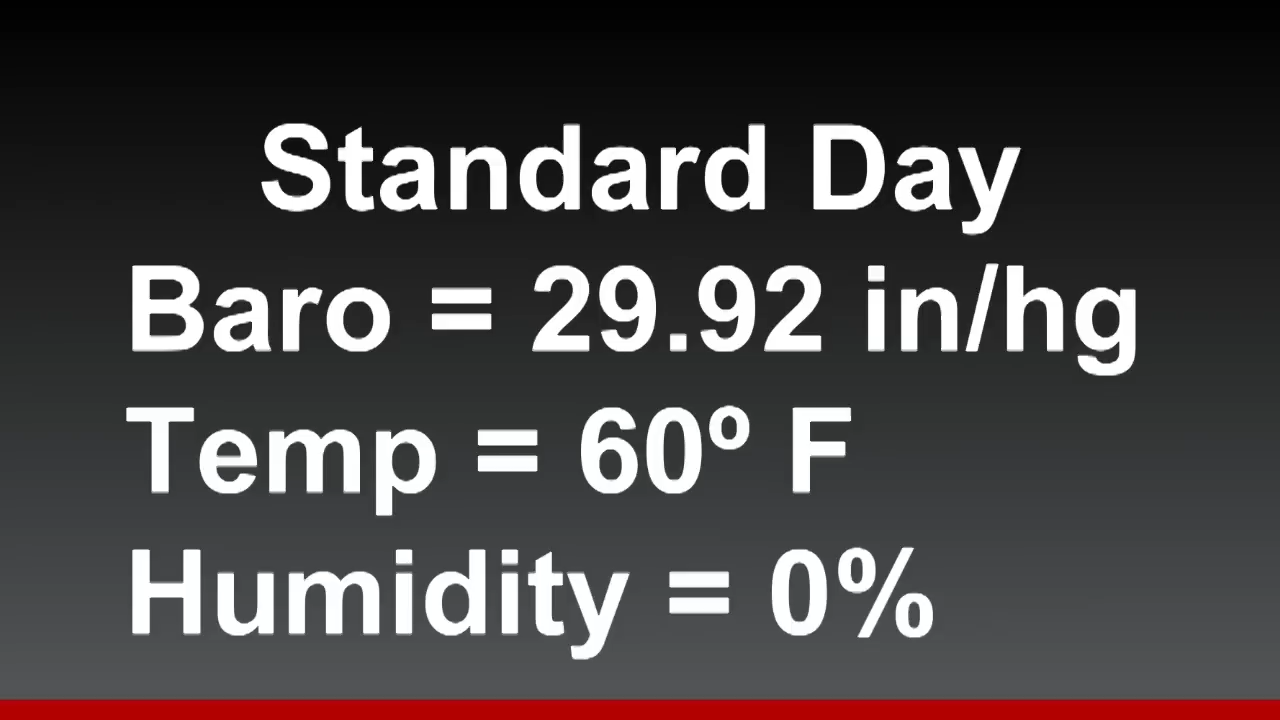 Standard Day
Baro = 29.92 in/hg
Temp = 60º F
Humidity = 0%